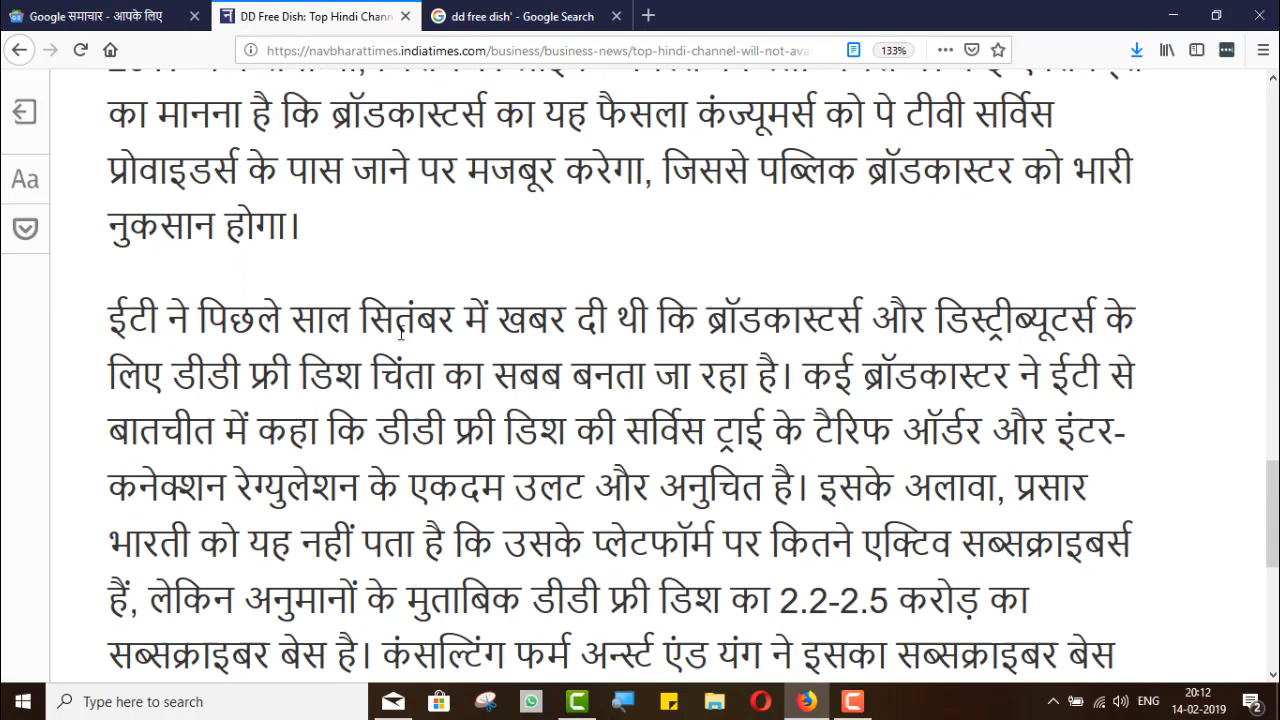 Google समाचार - आपके लिए
DD Free Dish: Top Hindi Chann
dd free dish' - Google Search
https://navbharattimes.indiatimes.com/business/business-news/top-hindi-channel-will-not-ava
133%
का मानना है कि ब्रॉडकास्टर्स का यह फैसला कंज्यूमर्स को पे टीवी सर्विस
प्रोवाइडर्स के पास जाने पर मजबूर करेगा, जिससे पब्लिक ब्रॉडकास्टर को भारी
नुकसान होगा।
Aa
ईटी ने पिछले साल सितंबर में खबर दी थी कि ब्रॉडकास्टर्स और डिस्ट्रीब्यूटर्स के
लिए डीडी फ्री डिश चिंता का सबब बनता जा रहा है। कई ब्रॉडकास्टर ने ईटी से
बातचीत में कहा कि डीडी फ्री डिश की सर्विस ट्राई के टैरिफ ऑर्डर और इंटर-
कनेक्शन रेग्युलेशन के एकदम उलट और अनुचित है। इसके अलावा, प्रसार
भारती को यह नहीं पता है कि उसके प्लेटफॉर्म पर कितने एक्टिव सब्सक्राइबर्स
हैं, लेकिन अनुमानों के मुताबिक डीडी फ्री डिश का 2.2-2.5 करोड़ का
सब्सक्राइबर बेस है। कंसल्टिंग फर्म अर्न्स्ट एंड यंग ने इसका सब्सक्राइबर बेस
Type here to search
ENG
20:12
14-02-2019
2